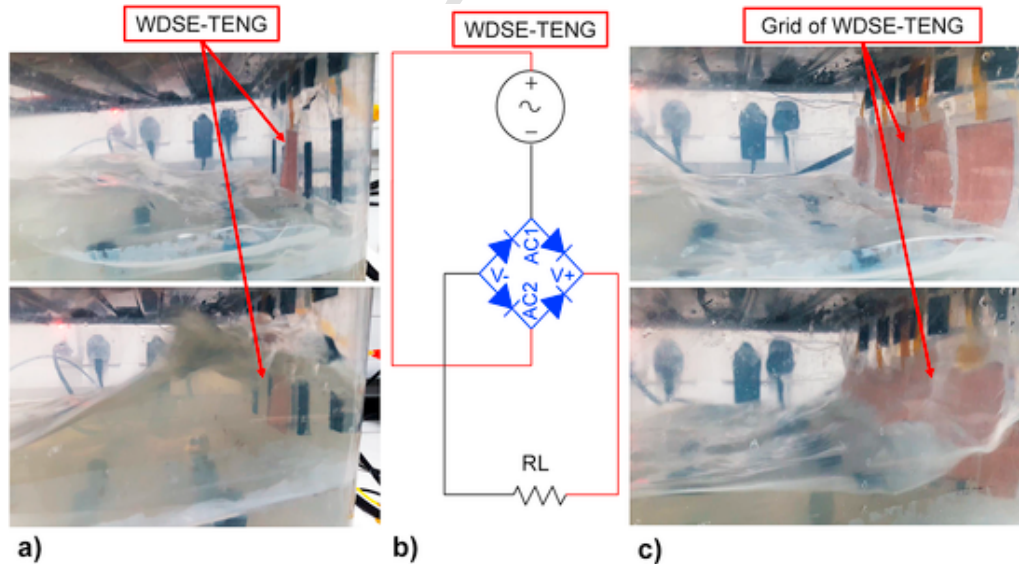 WDSE-TENG
WDSE-TENG
Grid of WDSE-TENG
+
−
AC1
V-
V+
AC2
RL
a)
b)
c)